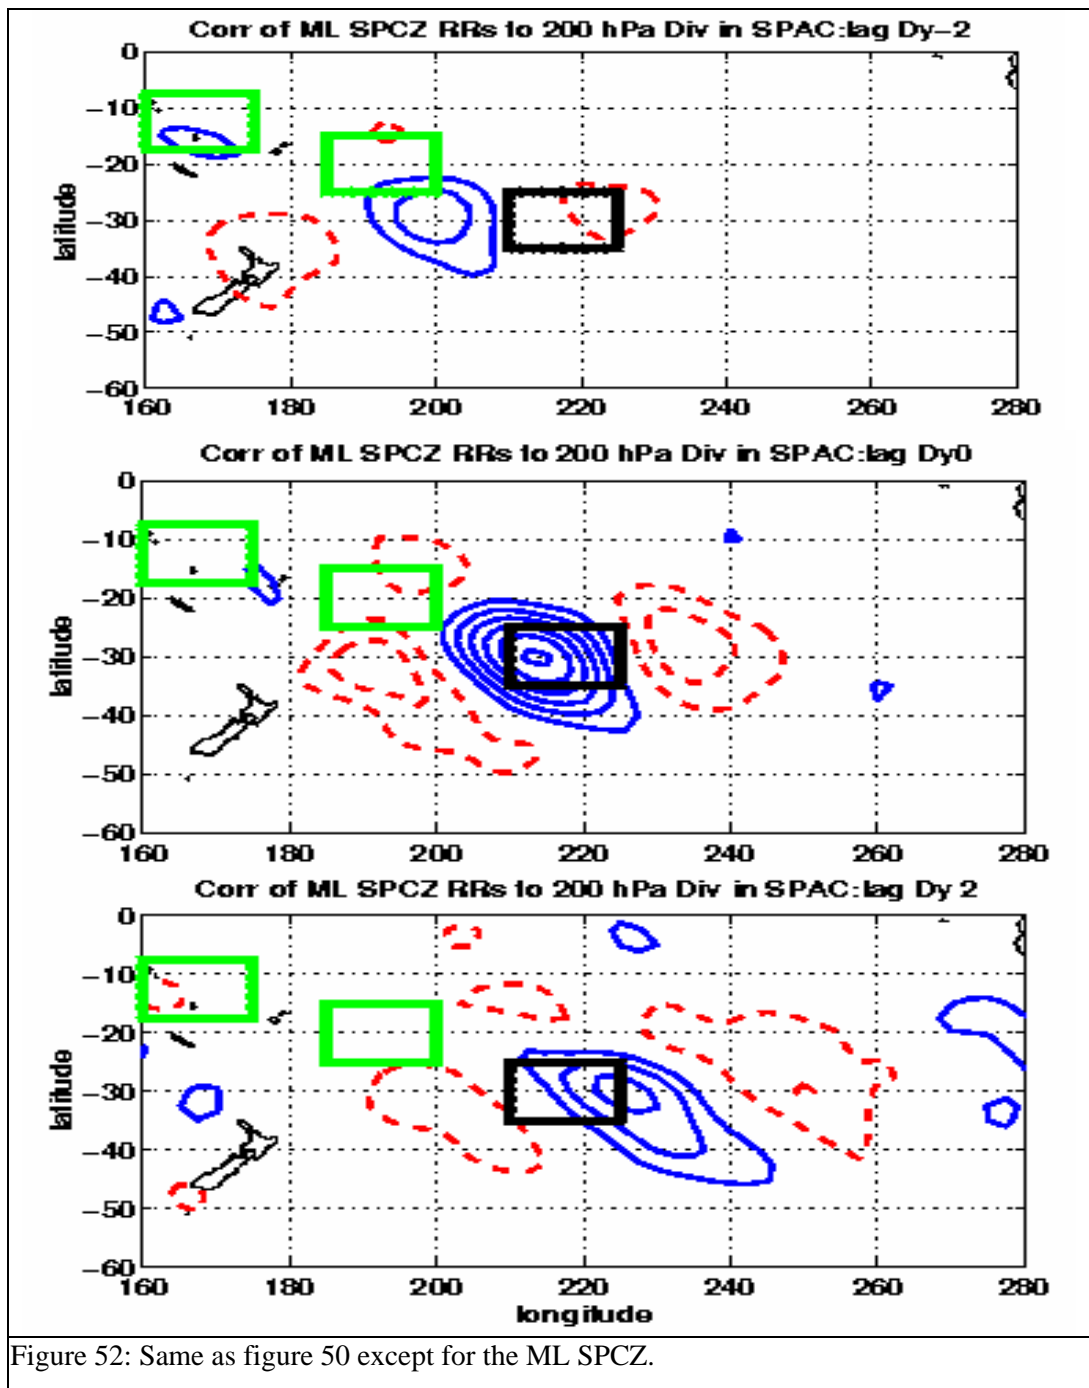 Corr of ML SPCZ RRs to 200 hPa Div in SPAC:lag Dy−2
0
−10
−20
−30
−40
−50
−60
latitude
160 180 200 220 240 260 280
Corr of ML SPCZ RRs to 200 hPa Div in SPAC:lag Dy0
0
−10
−20
−30
−40
−50
−60
latitude
160 180 200 220 240 260 280
Corr of ML SPCZ RRs to 200 hPa Div in SPAC:lag Dy 2
0
−10
−20
−30
−40
−50
−60
latitude
160 180 200 220 240 260 280
longitude
Figure 52: Same as figure 50 except for the ML SPCZ.